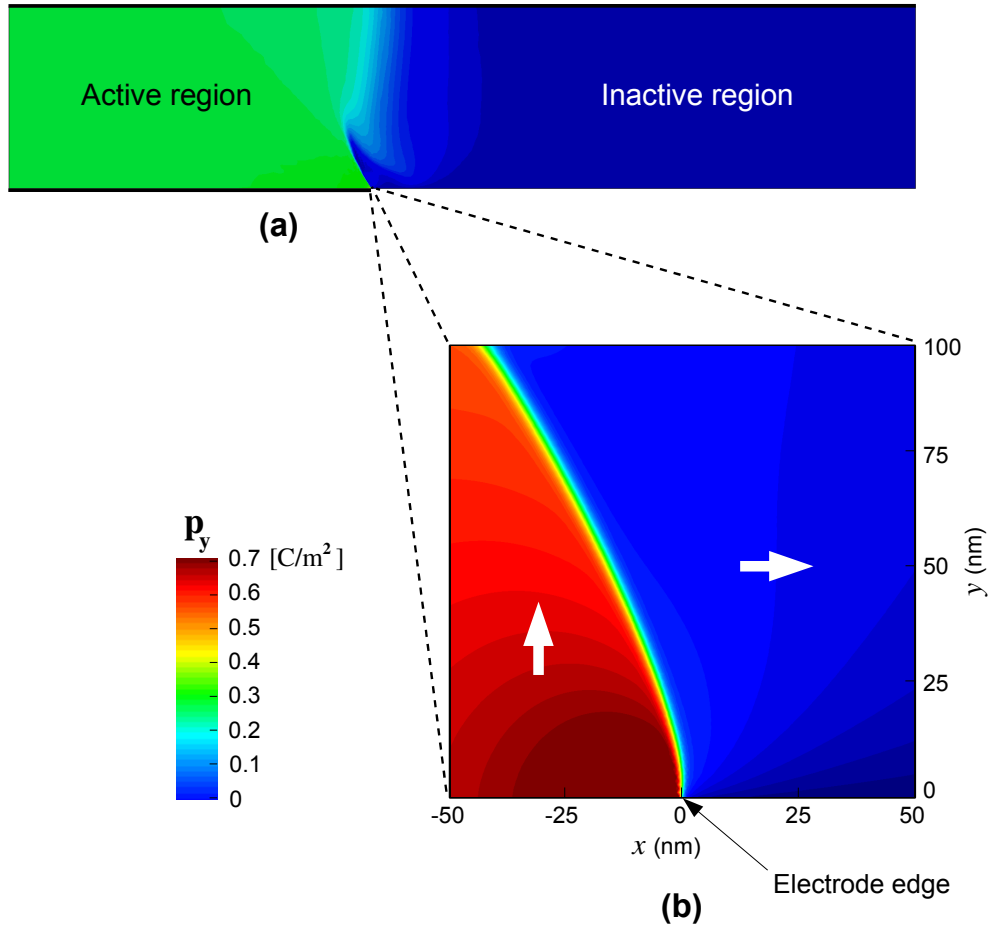 Active region
Inactive region
(a)
p_y
[C/m²]
0.7
0.6
0.5
0.4
0.3
0.2
0.1
0
100
75
50
25
0
y (nm)
-50
-25
0
25
50
x (nm)
Electrode edge
(b)